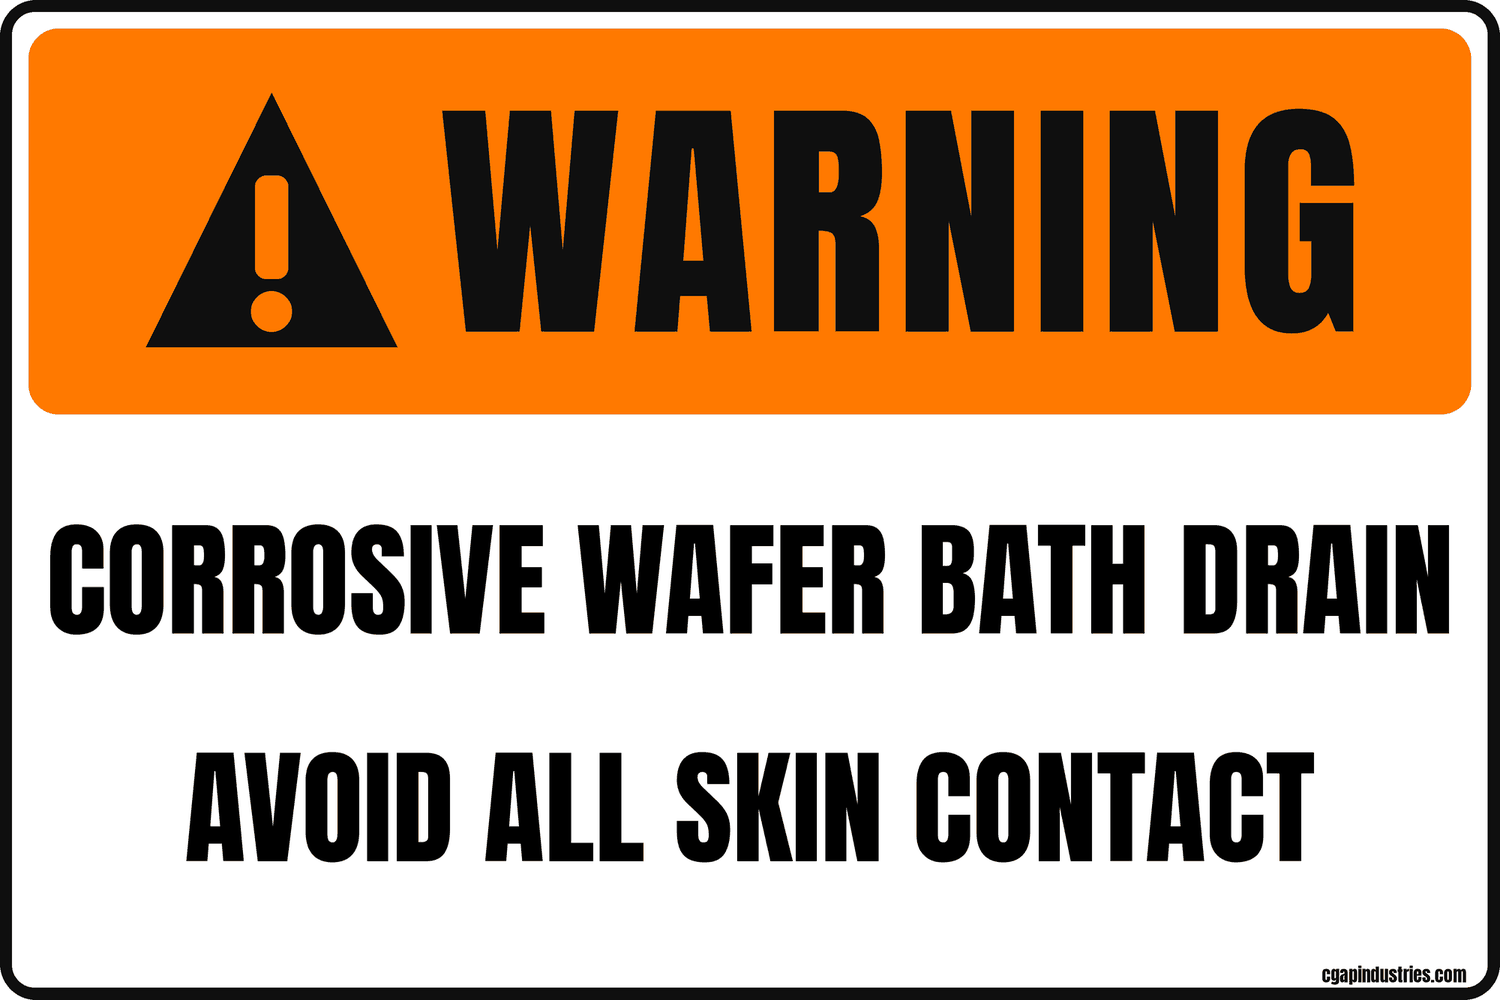 WARNING
CORROSIVE WAFER BATH DRAIN
AVOID ALL SKIN CONTACT
cgapindustries.com